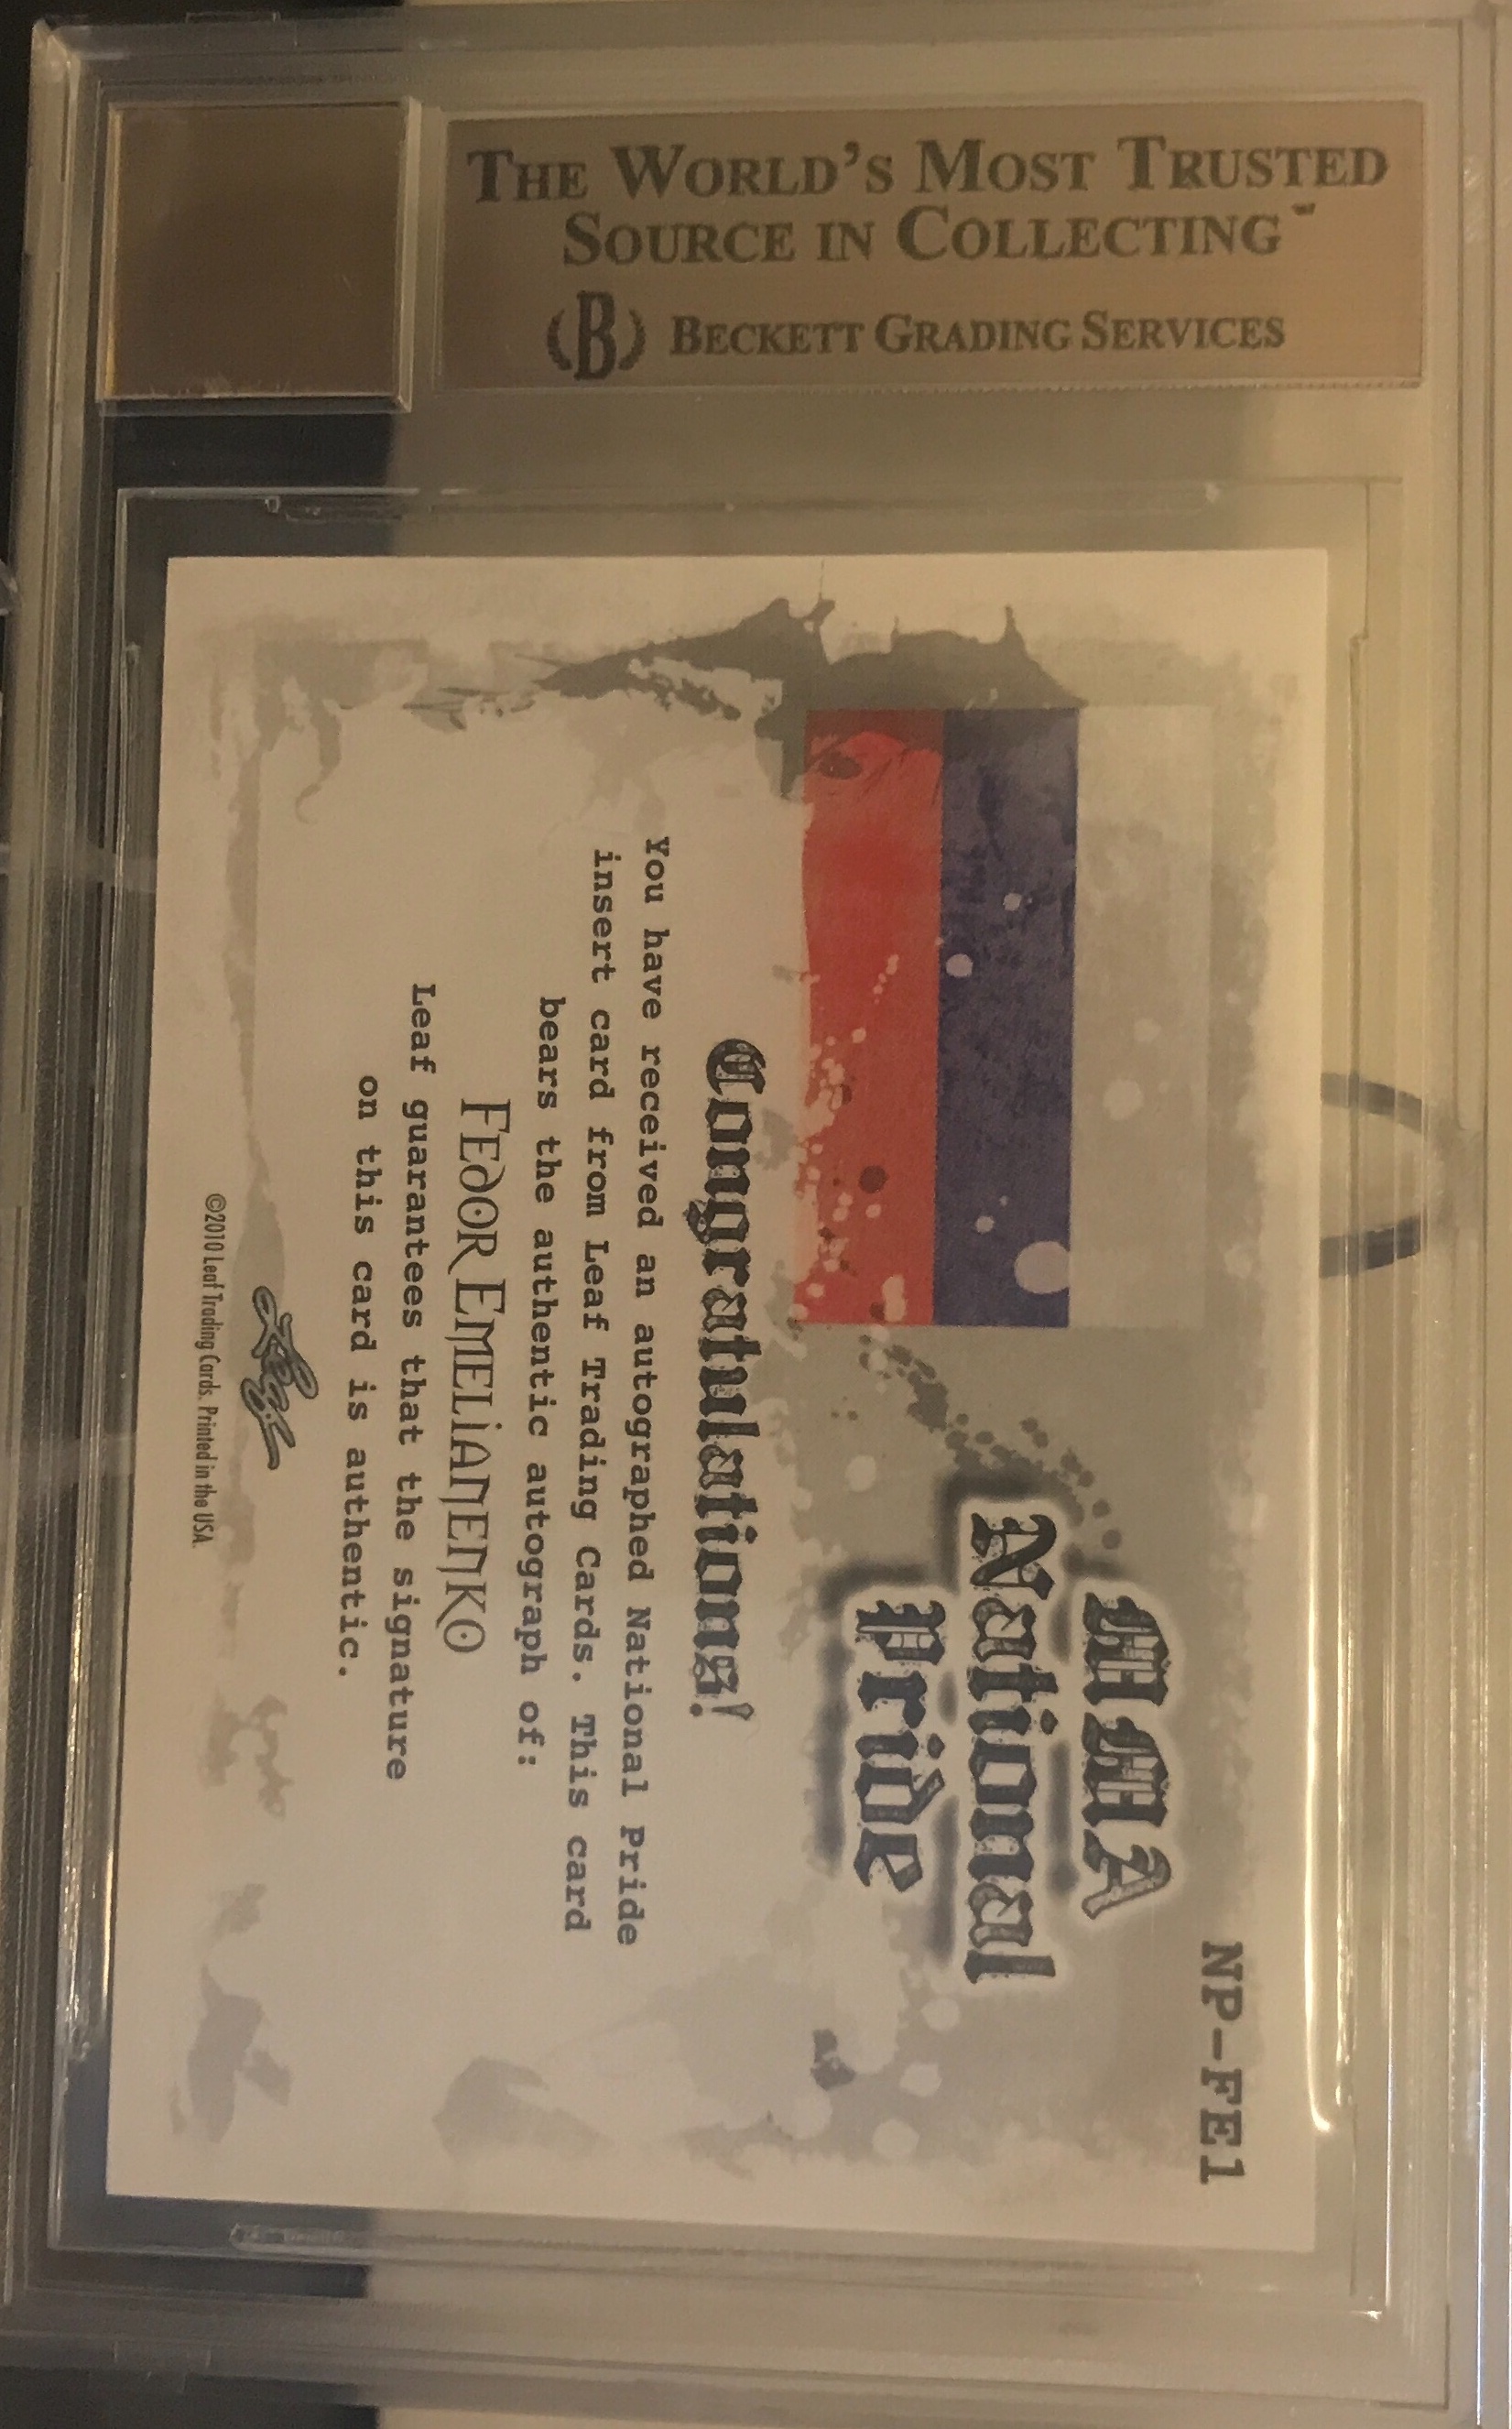 THE WORLD'S MOST TRUSTED
SOURCE IN COLLECTING™
B BECKETT GRADING SERVICES
NP-FE1
MMA
National
Pride
Congratulations!
You have received an autographed National Pride
insert card from Leaf Trading Cards. This card
bears the authentic autograph of:
FEDOR EMELIANENKO
Leaf guarantees that the signature
on this card is authentic.
Leaf
©2010 Leaf Trading Cards. Printed in the USA.